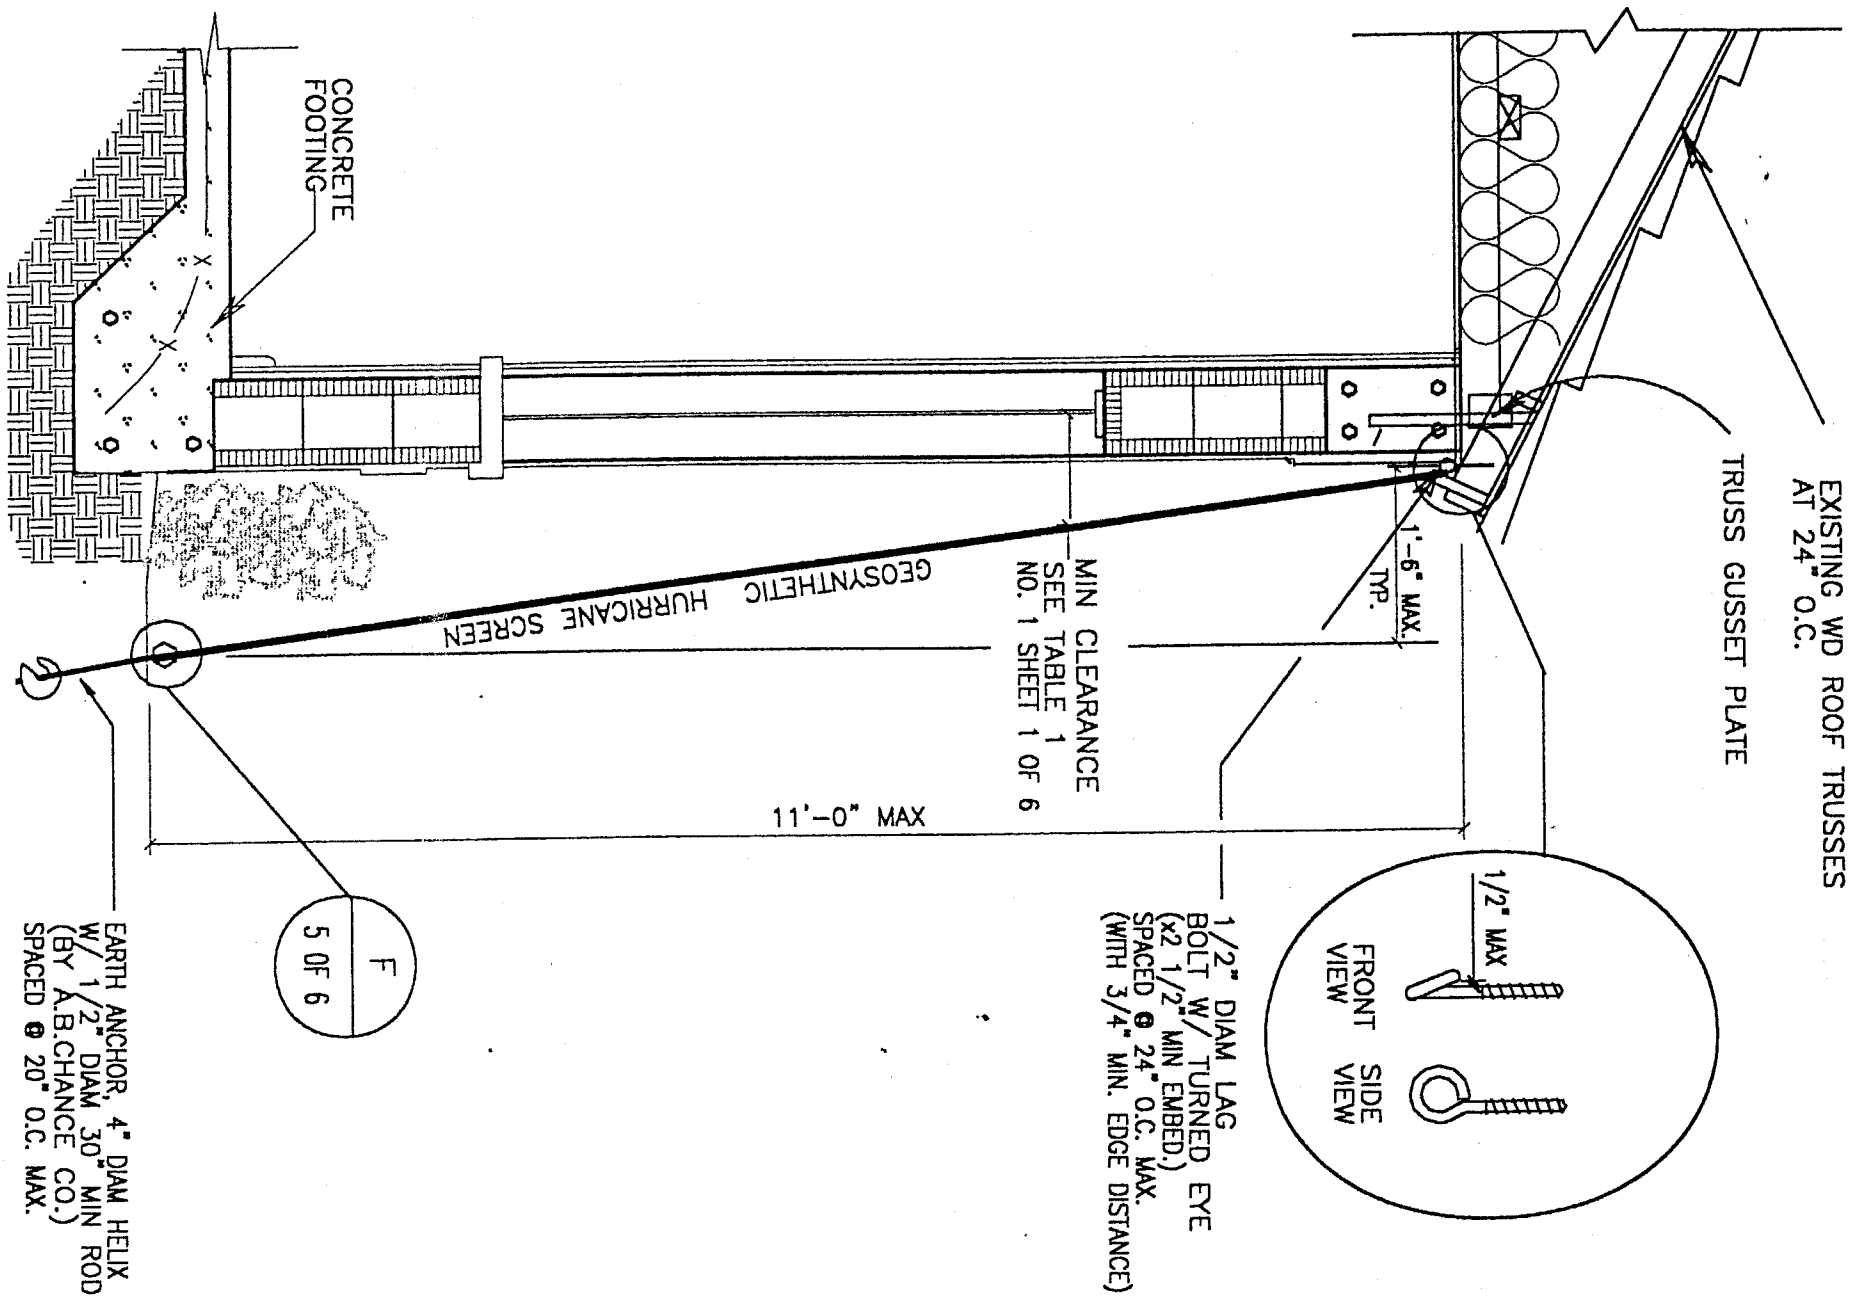 EXISTING WD ROOF TRUSSES
AT 24" O.C.
TRUSS GUSSET PLATE
1/2" MAX
FRONT
VIEW
SIDE
VIEW
1'-6" MAX.
TYP.
1/2" DIAM LAG
BOLT W/ TURNED EYE
(x2 1/2" MIN EMBED.)
SPACED @ 24" O.C. MAX.
(WITH 3/4" MIN. EDGE DISTANCE)
MIN CLEARANCE
SEE TABLE 1
NO. 1 SHEET 1 OF 6
GEOSYNTHETIC HURRICANE SCREEN
11'-0" MAX
CONCRETE
FOOTING
F
5 OF 6
EARTH ANCHOR, 4" DIAM HELIX
W/ 1/2" DIAM 30" MIN ROD
(BY A.B.CHANCE CO.)
SPACED @ 20" O.C. MAX.